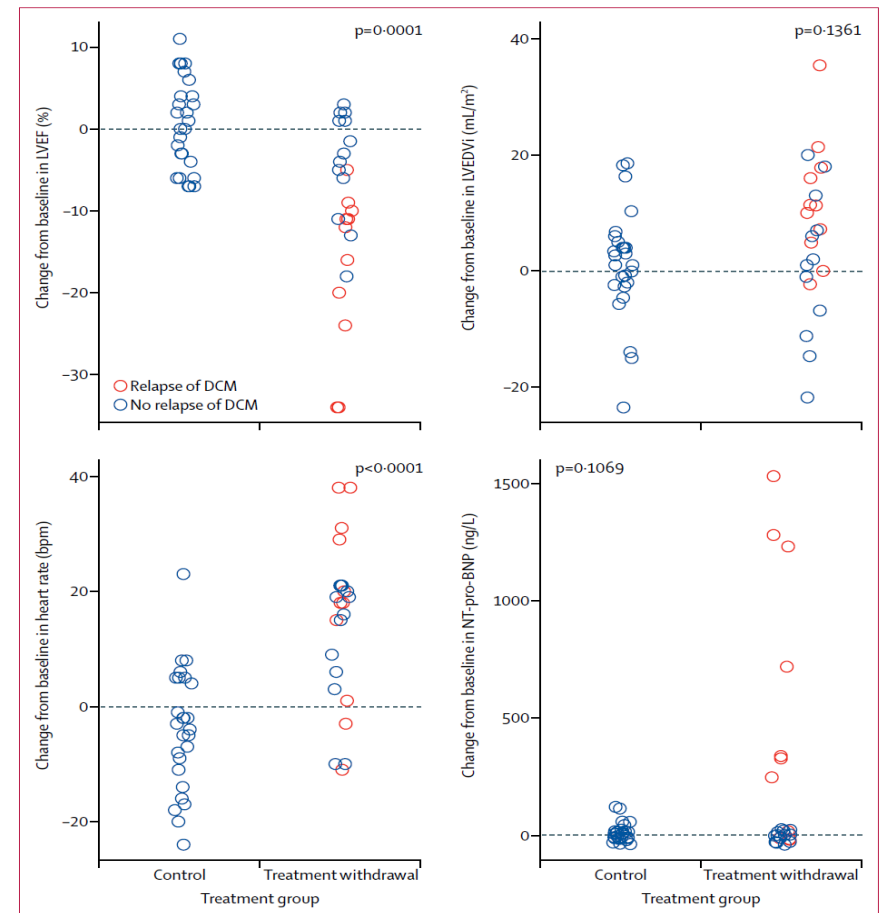 p=0·0001
Change from baseline in LVEF (%)
10
0
–10
–20
–30
Relapse of DCM
No relapse of DCM
p=0·1361
Change from baseline in LVEDVi (mL/m²)
40
20
0
–20
p<0·0001
Change from baseline in heart rate (bpm)
40
20
0
–20
Control
Treatment withdrawal
Treatment group
p=0·1069
Change from baseline in NT-pro-BNP (ng/L)
1500
1000
500
0
Control
Treatment withdrawal
Treatment group